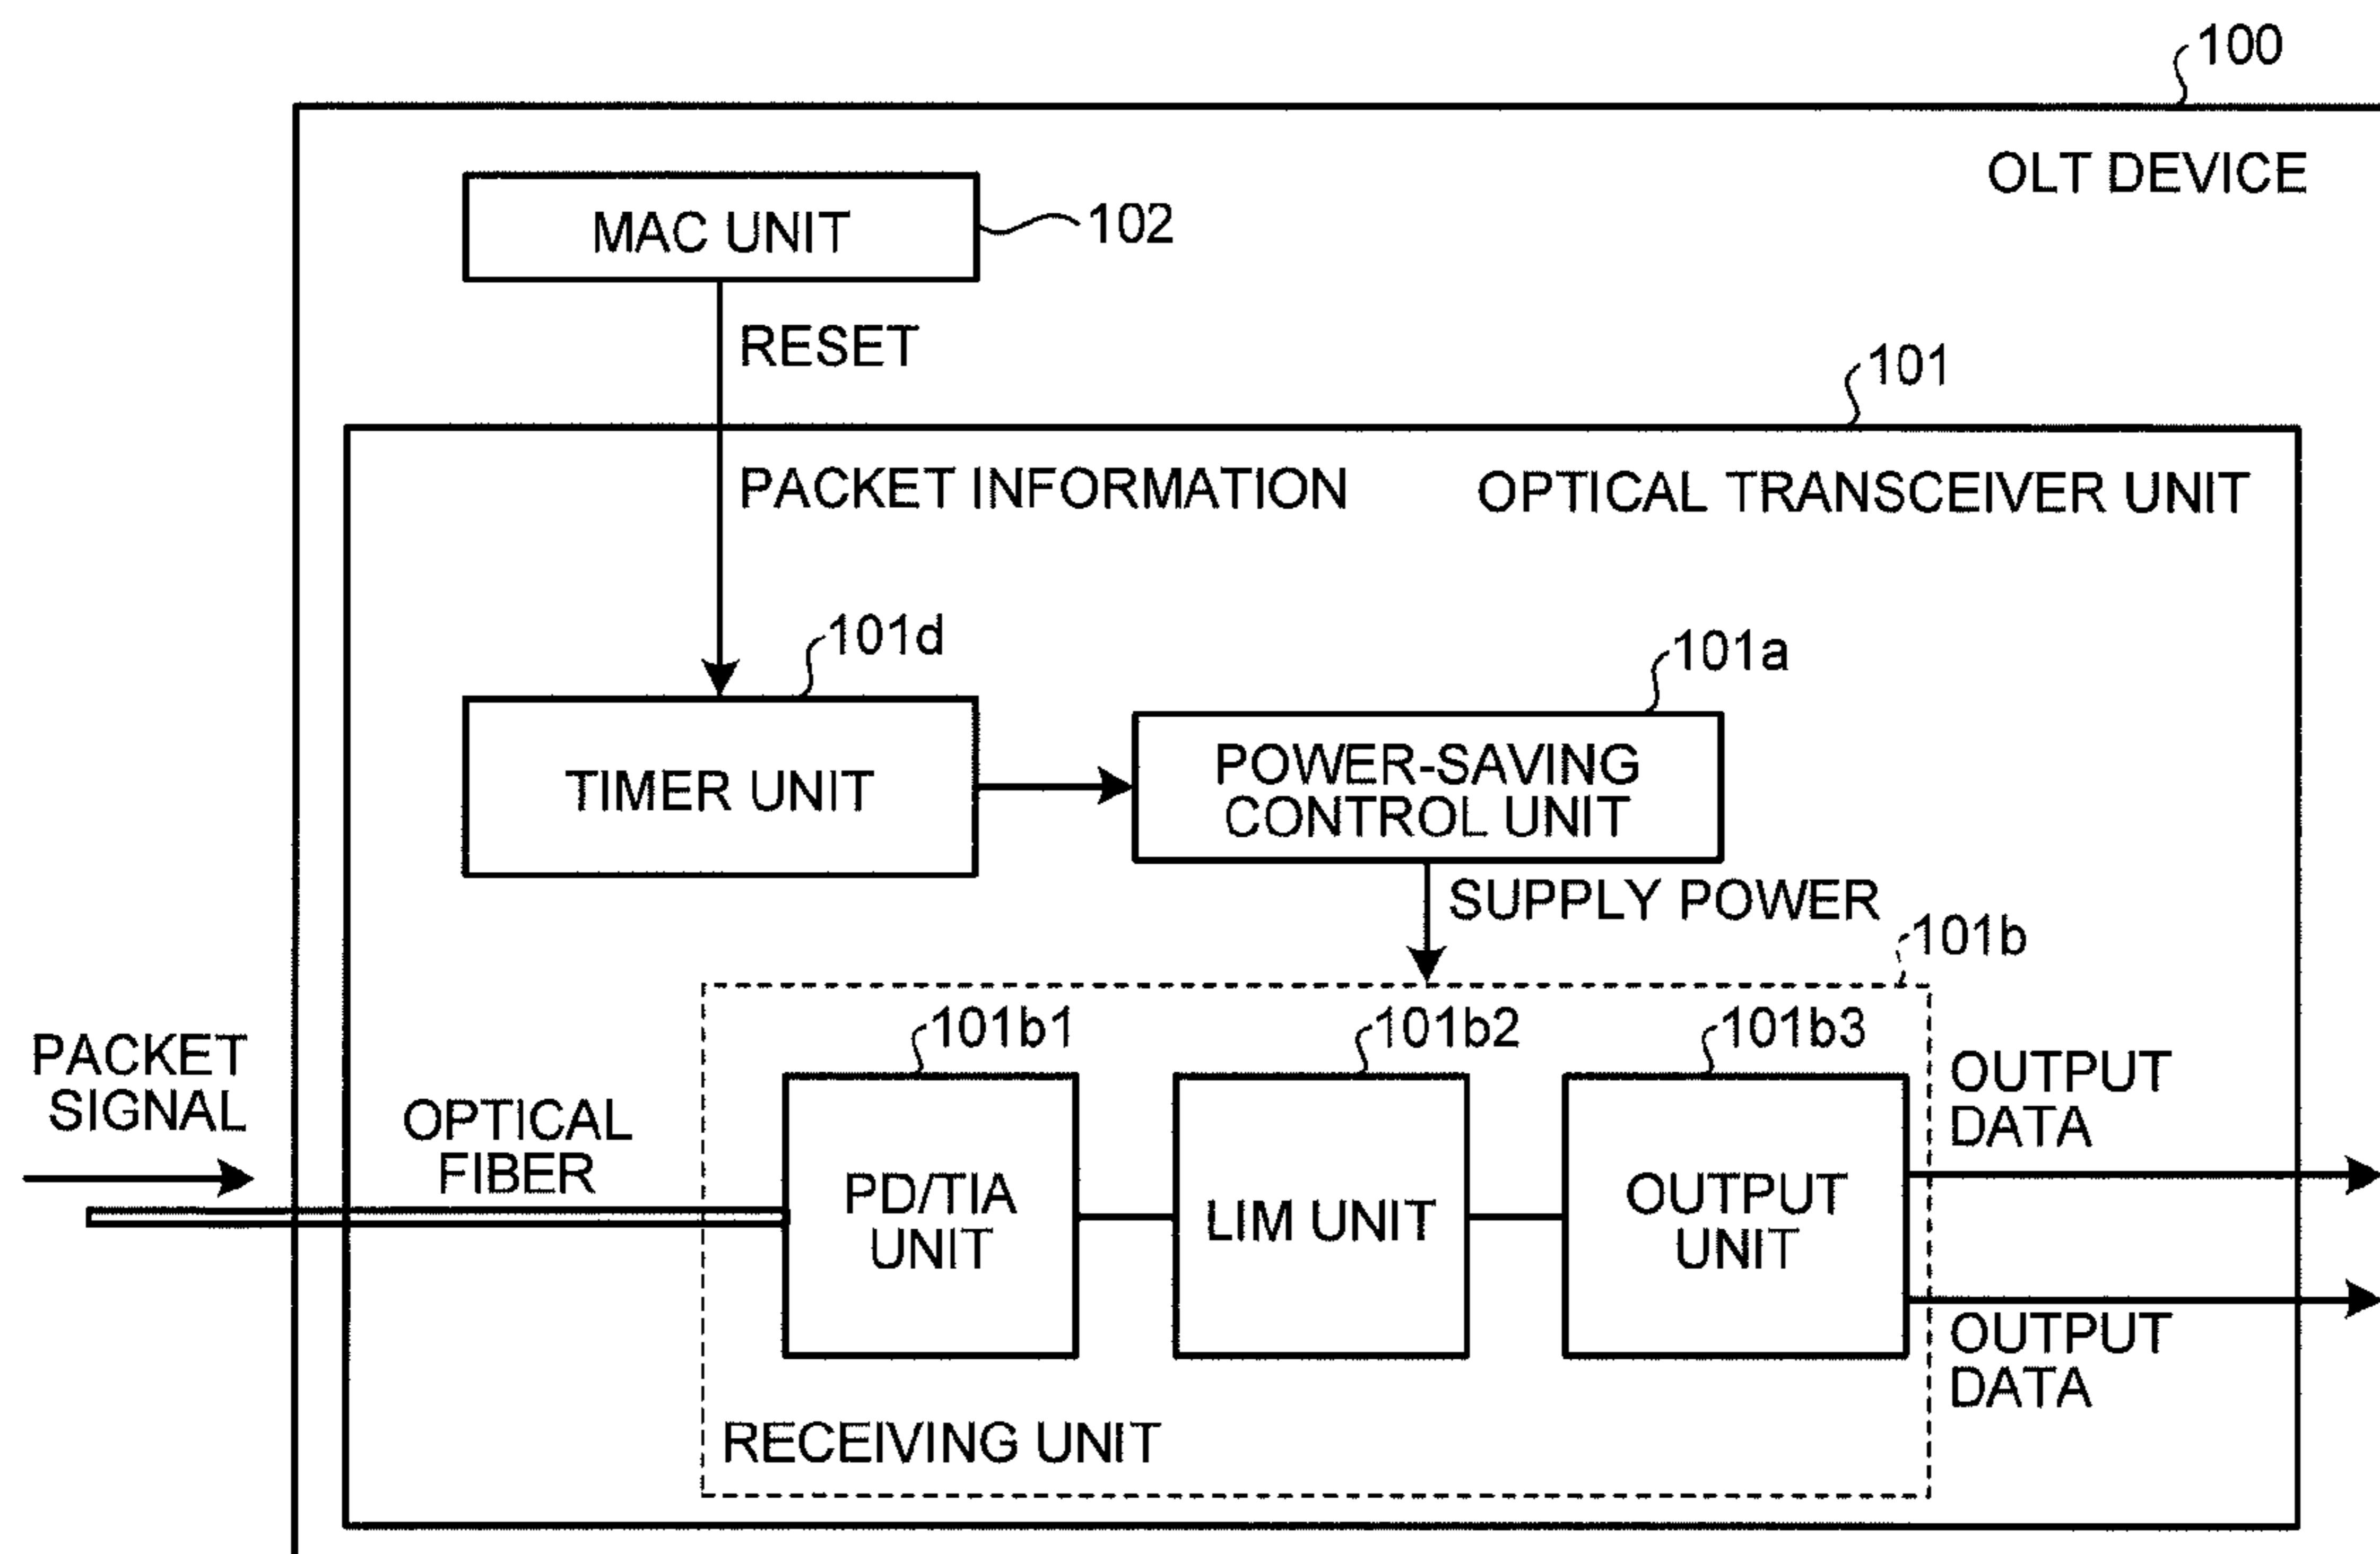 100
OLT DEVICE
MAC UNIT
102
RESET
101
PACKET INFORMATION
OPTICAL TRANSCEIVER UNIT
101d
101a
TIMER UNIT
POWER-SAVING
CONTROL UNIT
SUPPLY POWER
101b
101b1
101b2
101b3
PACKET
SIGNAL
OPTICAL
FIBER
PD/TIA
UNIT
LIM UNIT
OUTPUT
UNIT
OUTPUT
DATA
OUTPUT
DATA
RECEIVING UNIT